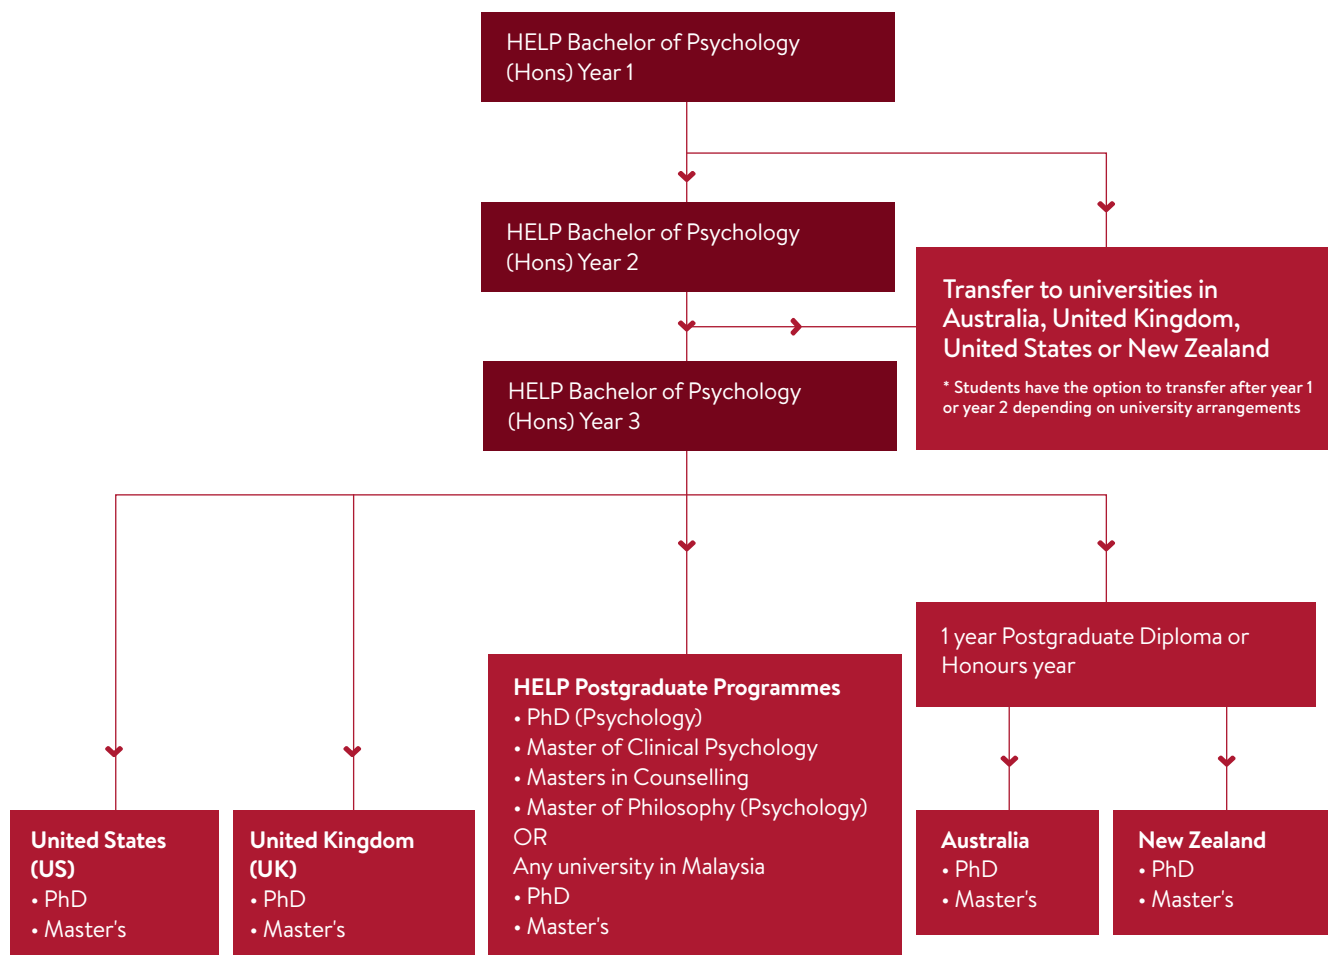 HELP Bachelor of Psychology
(Hons) Year 1
HELP Bachelor of Psychology
(Hons) Year 2
Transfer to universities in
Australia, United Kingdom,
United States or New Zealand
* Students have the option to transfer after year 1
or year 2 depending on university arrangements
HELP Bachelor of Psychology
(Hons) Year 3
1 year Postgraduate Diploma or
Honours year
United States
(US)
• PhD
• Master's
United Kingdom
(UK)
• PhD
• Master's
HELP Postgraduate Programmes
• PhD (Psychology)
• Master of Clinical Psychology
• Masters in Counselling
• Master of Philosophy (Psychology)
OR
Any university in Malaysia
• PhD
• Master's
Australia
• PhD
• Master's
New Zealand
• PhD
• Master's